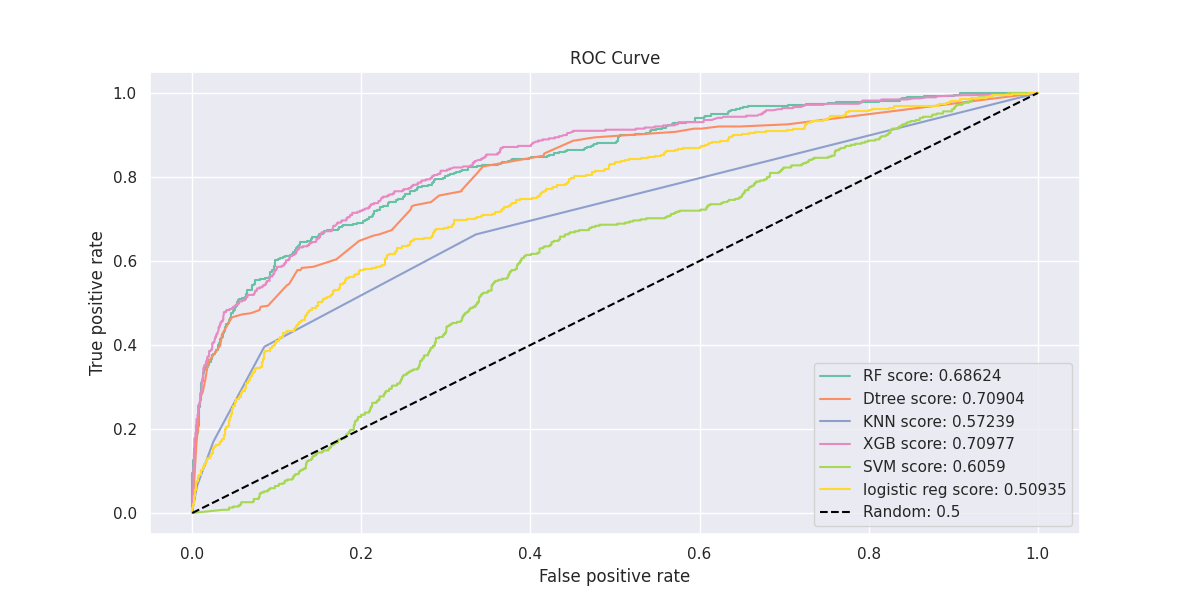 ROC Curve
True positive rate
1.0
0.8
0.6
0.4
0.2
0.0
0.0 0.2 0.4 0.6 0.8 1.0
False positive rate
RF score: 0.68624
Dtree score: 0.70904
KNN score: 0.57239
XGB score: 0.70977
SVM score: 0.6059
logistic reg score: 0.50935
Random: 0.5